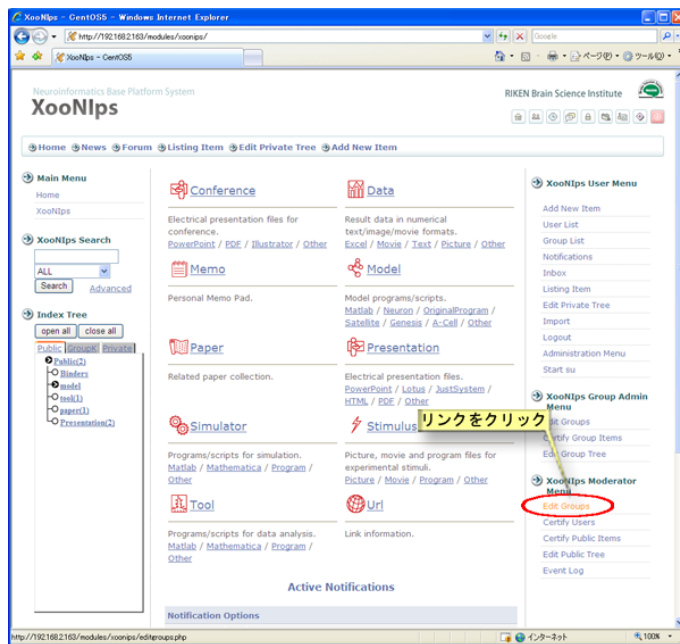 XooNIps - CentOS5 - Windows Internet Explorer
http://192.168.2.163/modules/xoonips/
Google
XooNIps - CentOS5
ページ(P)
ツール(O)
Neuroinformatics Base Platform System
XooNIps
RIKEN Brain Science Institute
Home News Forum Listing Item Edit Private Tree Add New Item
Main Menu
Home
XooNIps
XooNIps Search
ALL
Search Advanced
Index Tree
open all close all
Public GroupK Private
Public(2)
Binders
model
tool(1)
paper(1)
Presentation(2)
Conference
Electrical presentation files for
conference.
PowerPoint / PDF / Illustrator / Other
Data
Result data in numerical
text/image/movie formats.
Excel / Movie / Text / Picture / Other
Memo
Personal Memo Pad.
Model
Model programs/scripts.
Matlab / Neuron / OriginalProgram /
Satellite / Genesis / A-Cell / Other
Paper
Related paper collection.
Presentation
Electrical presentation files.
PowerPoint / Lotus / JustSystem /
HTML / PDF / Other
Simulator
Programs/scripts for simulation.
Matlab / Mathematica / Program /
Other
Stimulus
Picture, movie and program files for
experimental stimuli.
Picture / Movie / Program / Other
Tool
Programs/scripts for data analysis.
Matlab / Mathematica / Program /
Other
Url
Link information.
Active Notifications
Notification Options
XooNIps User Menu
Add New Item
User List
Group List
Notifications
Inbox
Listing Item
Edit Private Tree
Import
Logout
Administration Menu
Start su
XooNIps Group Admin
Menu
Edit Groups
Certify Group Items
Edit Group Tree
リンクをクリック
XooNIps Moderator
Menu
Edit Groups
Certify Users
Certify Public Items
Edit Public Tree
Event Log
http://192.168.2.163/modules/xoonips/editgroups.php
インターネット
100%